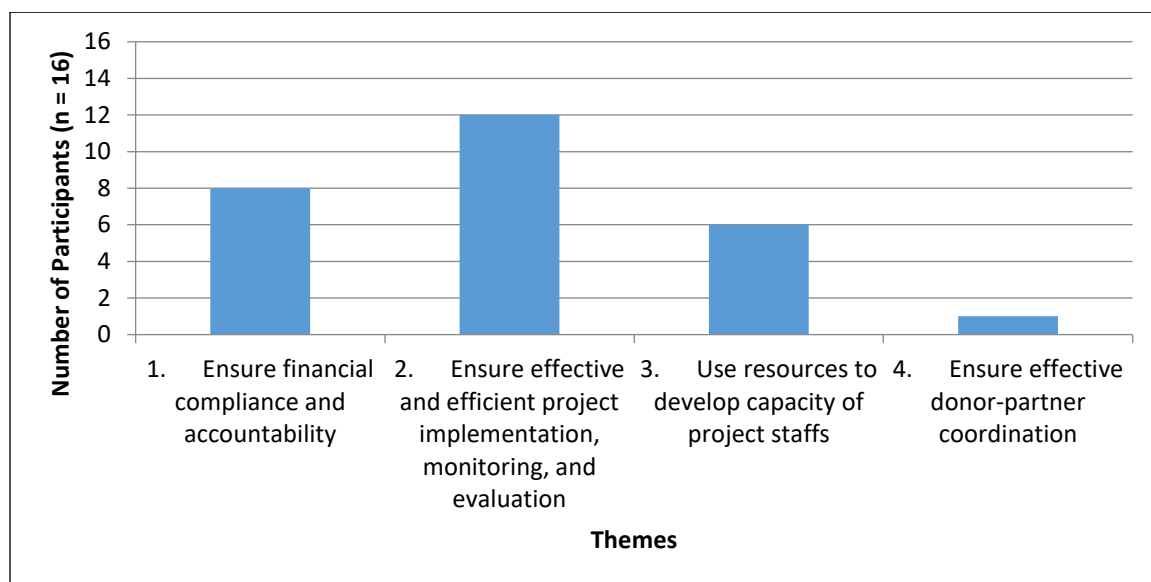 Number of Participants (n = 16)
16
14
12
10
8
6
4
2
0
1. Ensure financial
compliance and
accountability
2. Ensure effective
and efficient project
implementation,
monitoring, and
evaluation
3. Use resources to
develop capacity of
project staffs
4. Ensure effective
donor-partner
coordination
Themes